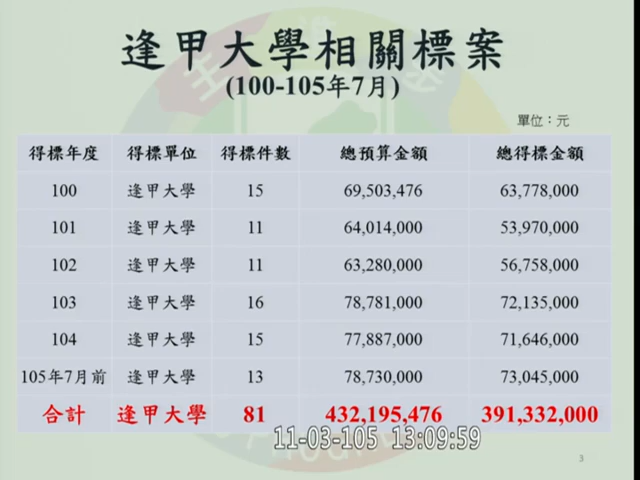 逢甲大學相關標案
(100-105年7月)
單位：元
得標年度 得標單位 得標件數 總預算金額 總得標金額
100 逢甲大學 15 69,503,476 63,778,000
101 逢甲大學 11 64,014,000 53,970,000
102 逢甲大學 11 63,280,000 56,758,000
103 逢甲大學 16 78,781,000 72,135,000
104 逢甲大學 15 77,887,000 71,646,000
105年7月前 逢甲大學 13 78,730,000 73,045,000
合計 逢甲大學 81 432,195,476 391,332,000
11-03-105 13:09:59
3